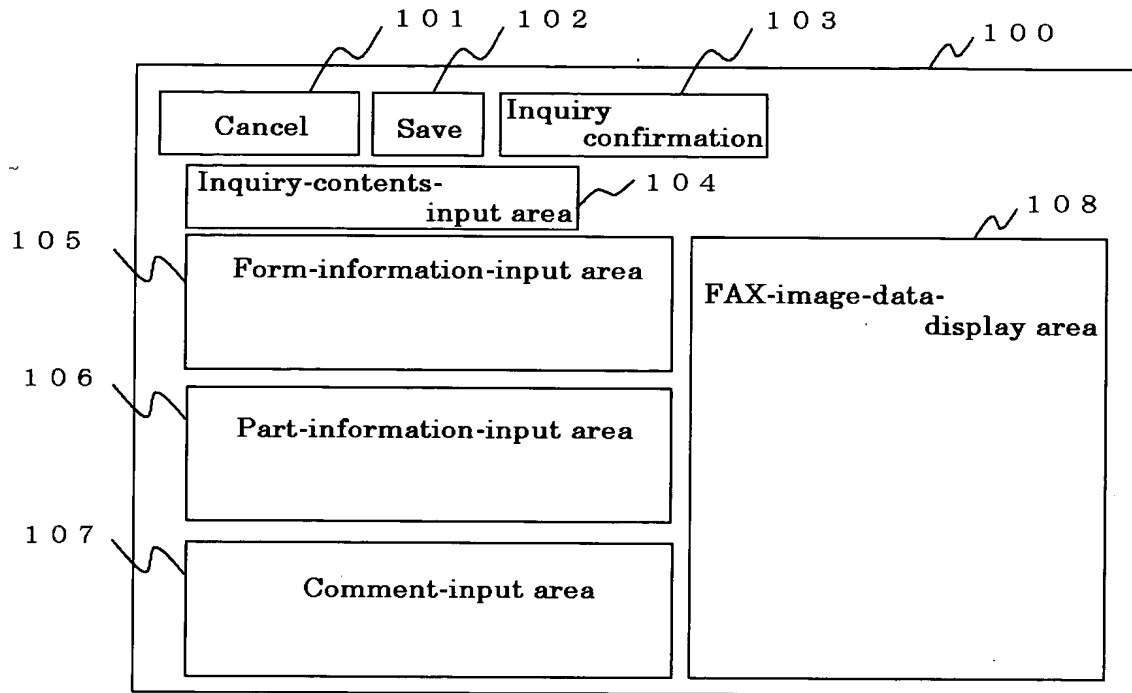 １０１
１０２
１０３
１００
Cancel
Save
Inquiry
confirmation
Inquiry-contents-
input area
１０４
１０８
１０５
Form-information-input area
FAX-image-data-
display area
１０６
Part-information-input area
１０７
Comment-input area